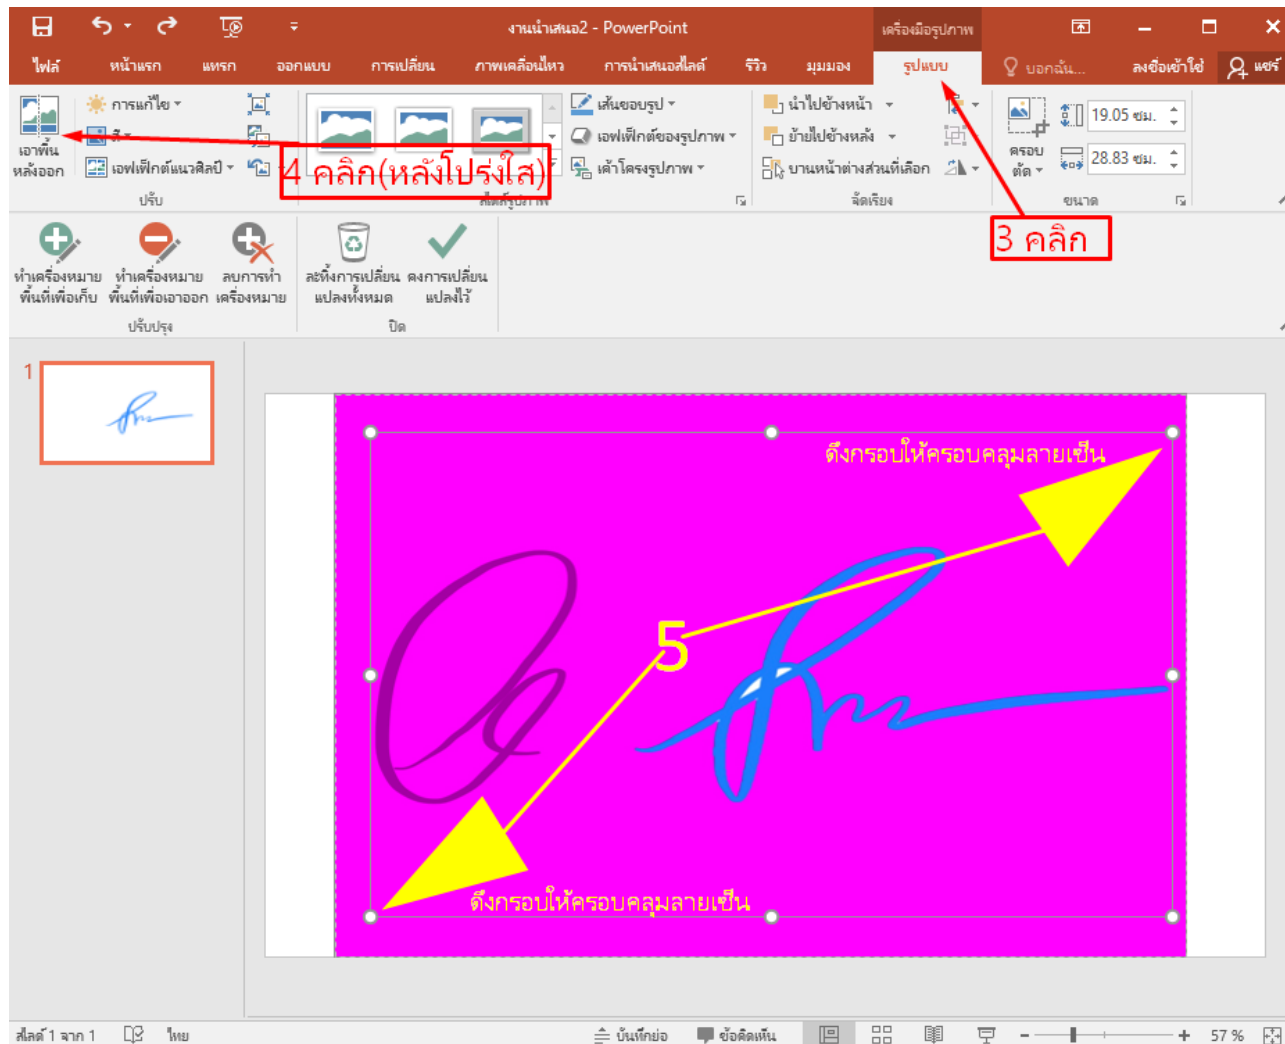 งานนำเสนอ2 - PowerPoint
เครื่องมือรูปภาพ
ไฟล์ หน้าแรก แทรก ออกแบบ การเปลี่ยน ภาพเคลื่อนไหว การนำเสนอสไลด์ รีวิว มุมมอง รูปแบบ บอกฉัน... ลงชื่อเข้าใช้ แชร์
เอาพื้น
หลังออก
การแก้ไข
สี
เอฟเฟ็กต์แนวศิลป์
ปรับ
4 คลิก(หลังโปร่งใส)
เส้นขอบรูป
เอฟเฟ็กต์ของรูปภาพ
เค้าโครงรูปภาพ
สไตล์รูปภาพ
นำไปข้างหน้า
ย้ายไปข้างหลัง
บานหน้าต่างส่วนที่เลือก
จัดเรียง
ครอบ
ตัด
19.05 ซม.
28.83 ซม.
ขนาด
3 คลิก
ทำเครื่องหมาย
พื้นที่เพื่อเก็บ
ทำเครื่องหมาย
พื้นที่เพื่อเอาออก
ลบการทำ
เครื่องหมาย
ปรับปรุง
ละทิ้งการเปลี่ยน
แปลงทั้งหมด
คงการเปลี่ยน
แปลงไว้
ปิด
1
ดึงกรอบให้ครอบคลุมลายเซ็น
5
ดึงกรอบให้ครอบคลุมลายเซ็น
สไลด์ 1 จาก 1 ไทย บันทึกย่อ ข้อคิดเห็น 57 %